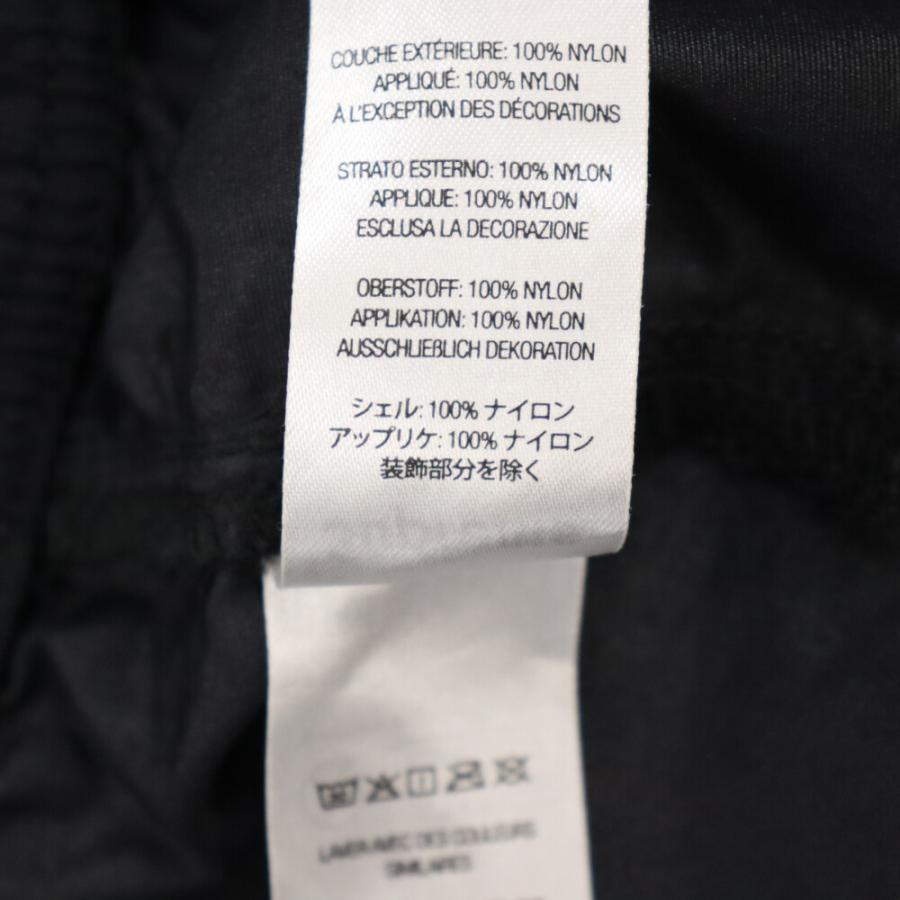 COUCHE EXTÉRIEURE: 100% NYLON
APPLIQUÉ: 100% NYLON
À L'EXCEPTION DES DÉCORATIONS
STRATO ESTERNO: 100% NYLON
APPLIQUE: 100% NYLON
ESCLUSA LA DECORAZIONE
OBERSTOFF: 100% NYLON
APPLIKATION: 100% NYLON
AUSSCHLIEßLICH DEKORATION
シェル: 100% ナイロン
アップリケ: 100% ナイロン
装飾部分を除く
LAVER AVEC DES COULEURS
SIMILAIRES